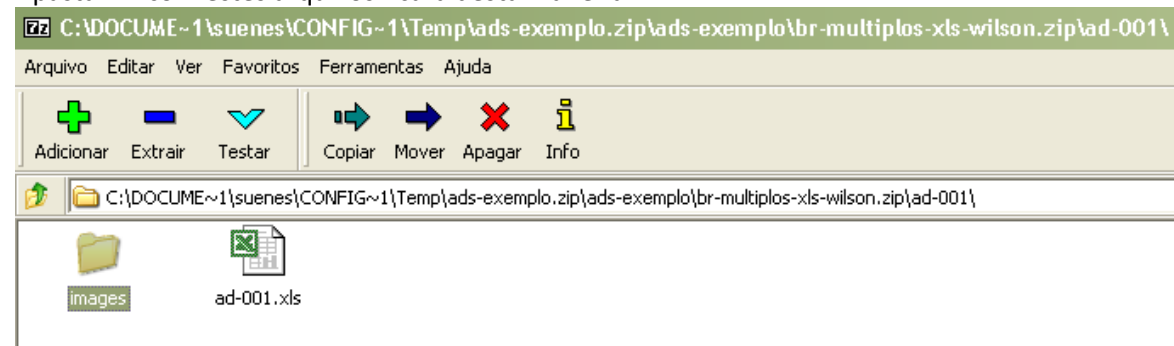 C:\DOCUME~1\suenes\CONFIG~1\Temp\ads-exemplo.zip\ads-exemplo\br-multiplos-xls-wilson.zip\ad-001\
Arquivo Editar Ver Favoritos Ferramentas Ajuda
Adicionar Extrair Testar Copiar Mover Apagar Info
C:\DOCUME~1\suenes\CONFIG~1\Temp\ads-exemplo.zip\ads-exemplo\br-multiplos-xls-wilson.zip\ad-001\
images ad-001.xls